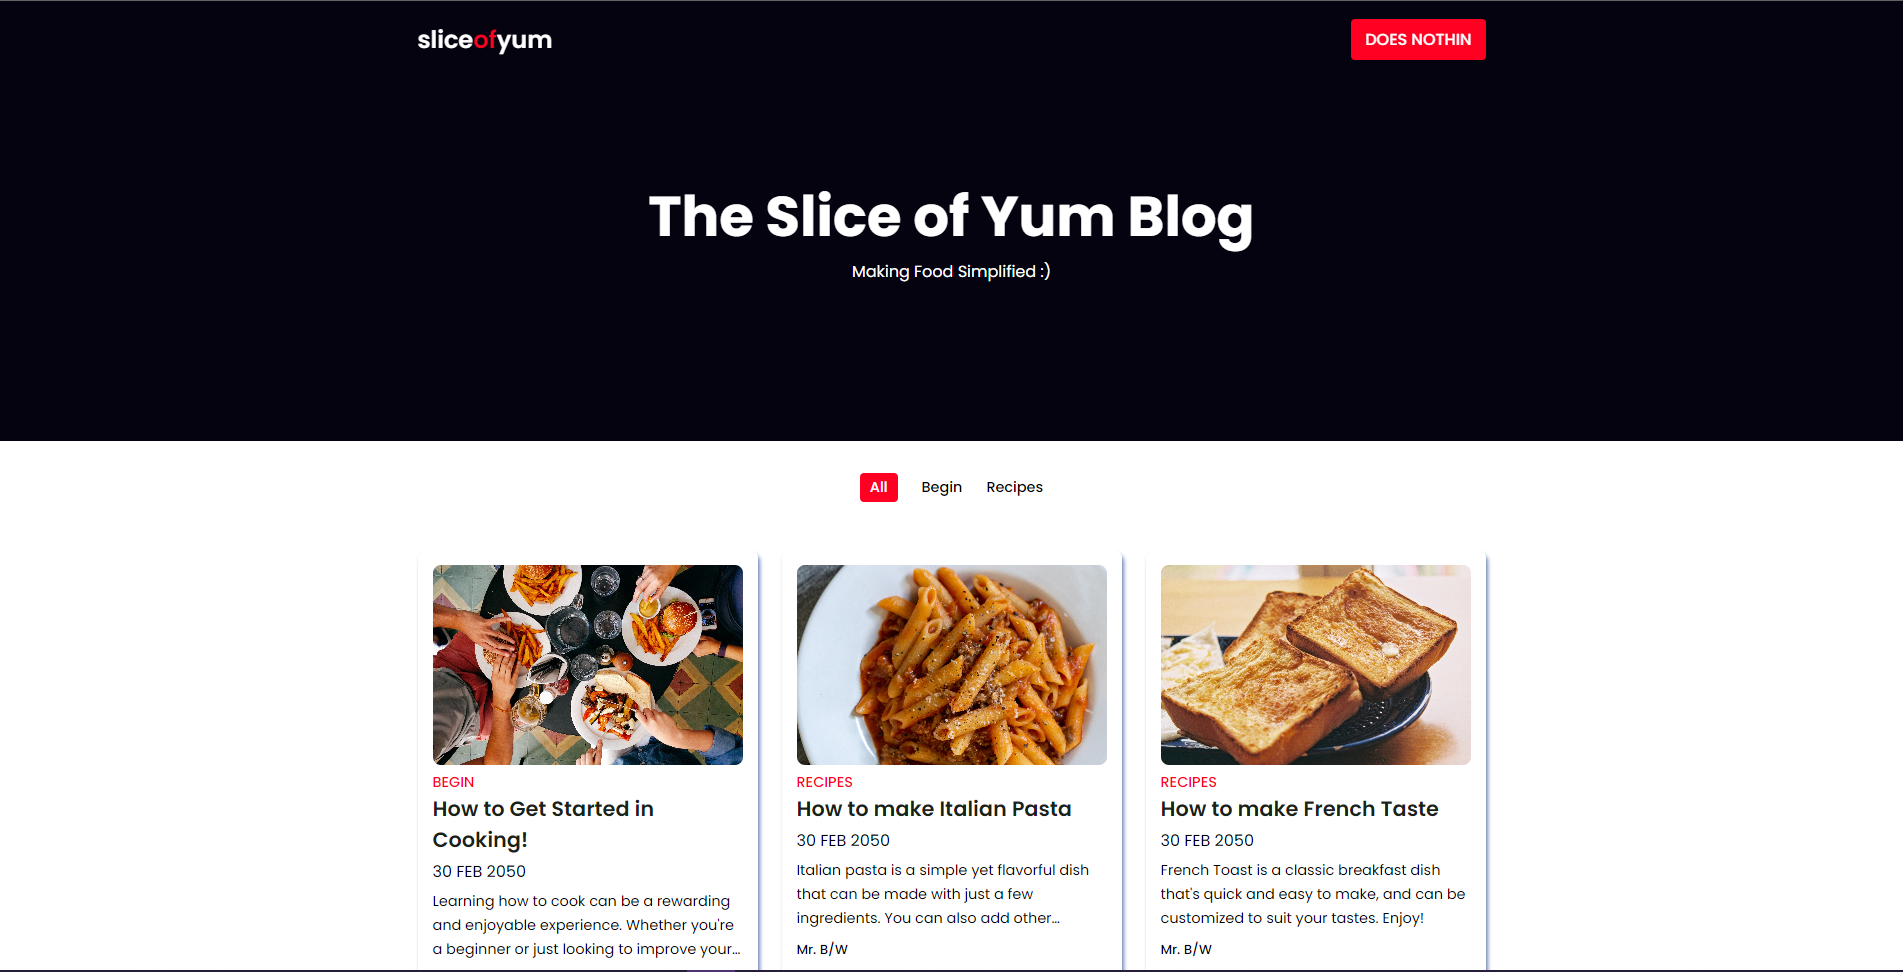 sliceofyum
DOES NOTHIN
The Slice of Yum Blog
Making Food Simplified :)
All
Begin
Recipes
BEGIN
How to Get Started in
Cooking!
30 FEB 2050
Learning how to cook can be a rewarding
and enjoyable experience. Whether you're
a beginner or just looking to improve your...
RECIPES
How to make Italian Pasta
30 FEB 2050
Italian pasta is a simple yet flavorful dish
that can be made with just a few
ingredients. You can also add other...
Mr. B/W
RECIPES
How to make French Taste
30 FEB 2050
French Toast is a classic breakfast dish
that's quick and easy to make, and can be
customized to suit your tastes. Enjoy!
Mr. B/W